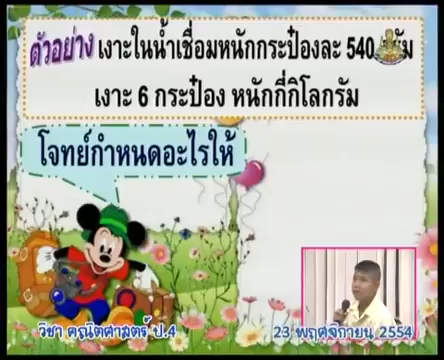 ตัวอย่าง เงาะในน้ำเชื่อมหนักกระป๋องละ 540
เงาะ 6 กระป๋อง หนักกี่กิโลกรัม
โจทย์กำหนดอะไรให้
วิชา คณิตศาสตร์ ป.4
23 พฤศจิกายน 2554